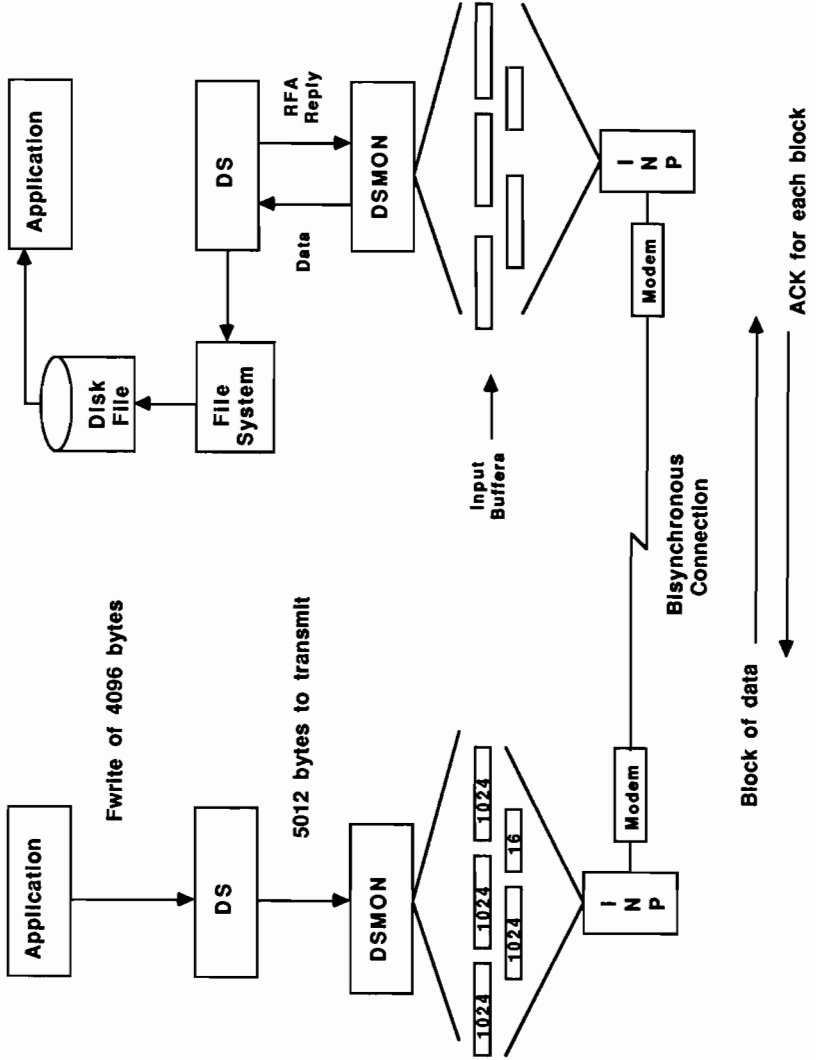 Application
Fwrite of 4096 bytes
DS
5012 bytes to transmit
DSMON
1024
1024
1024
1024
16
I
N
P
Modem
Bisynchronous
Connection
Block of data
ACK for each block
Application
Disk
File
File
System
DS
Data
RFA
Reply
DSMON
Input
Buffera
Modem
I
N
P